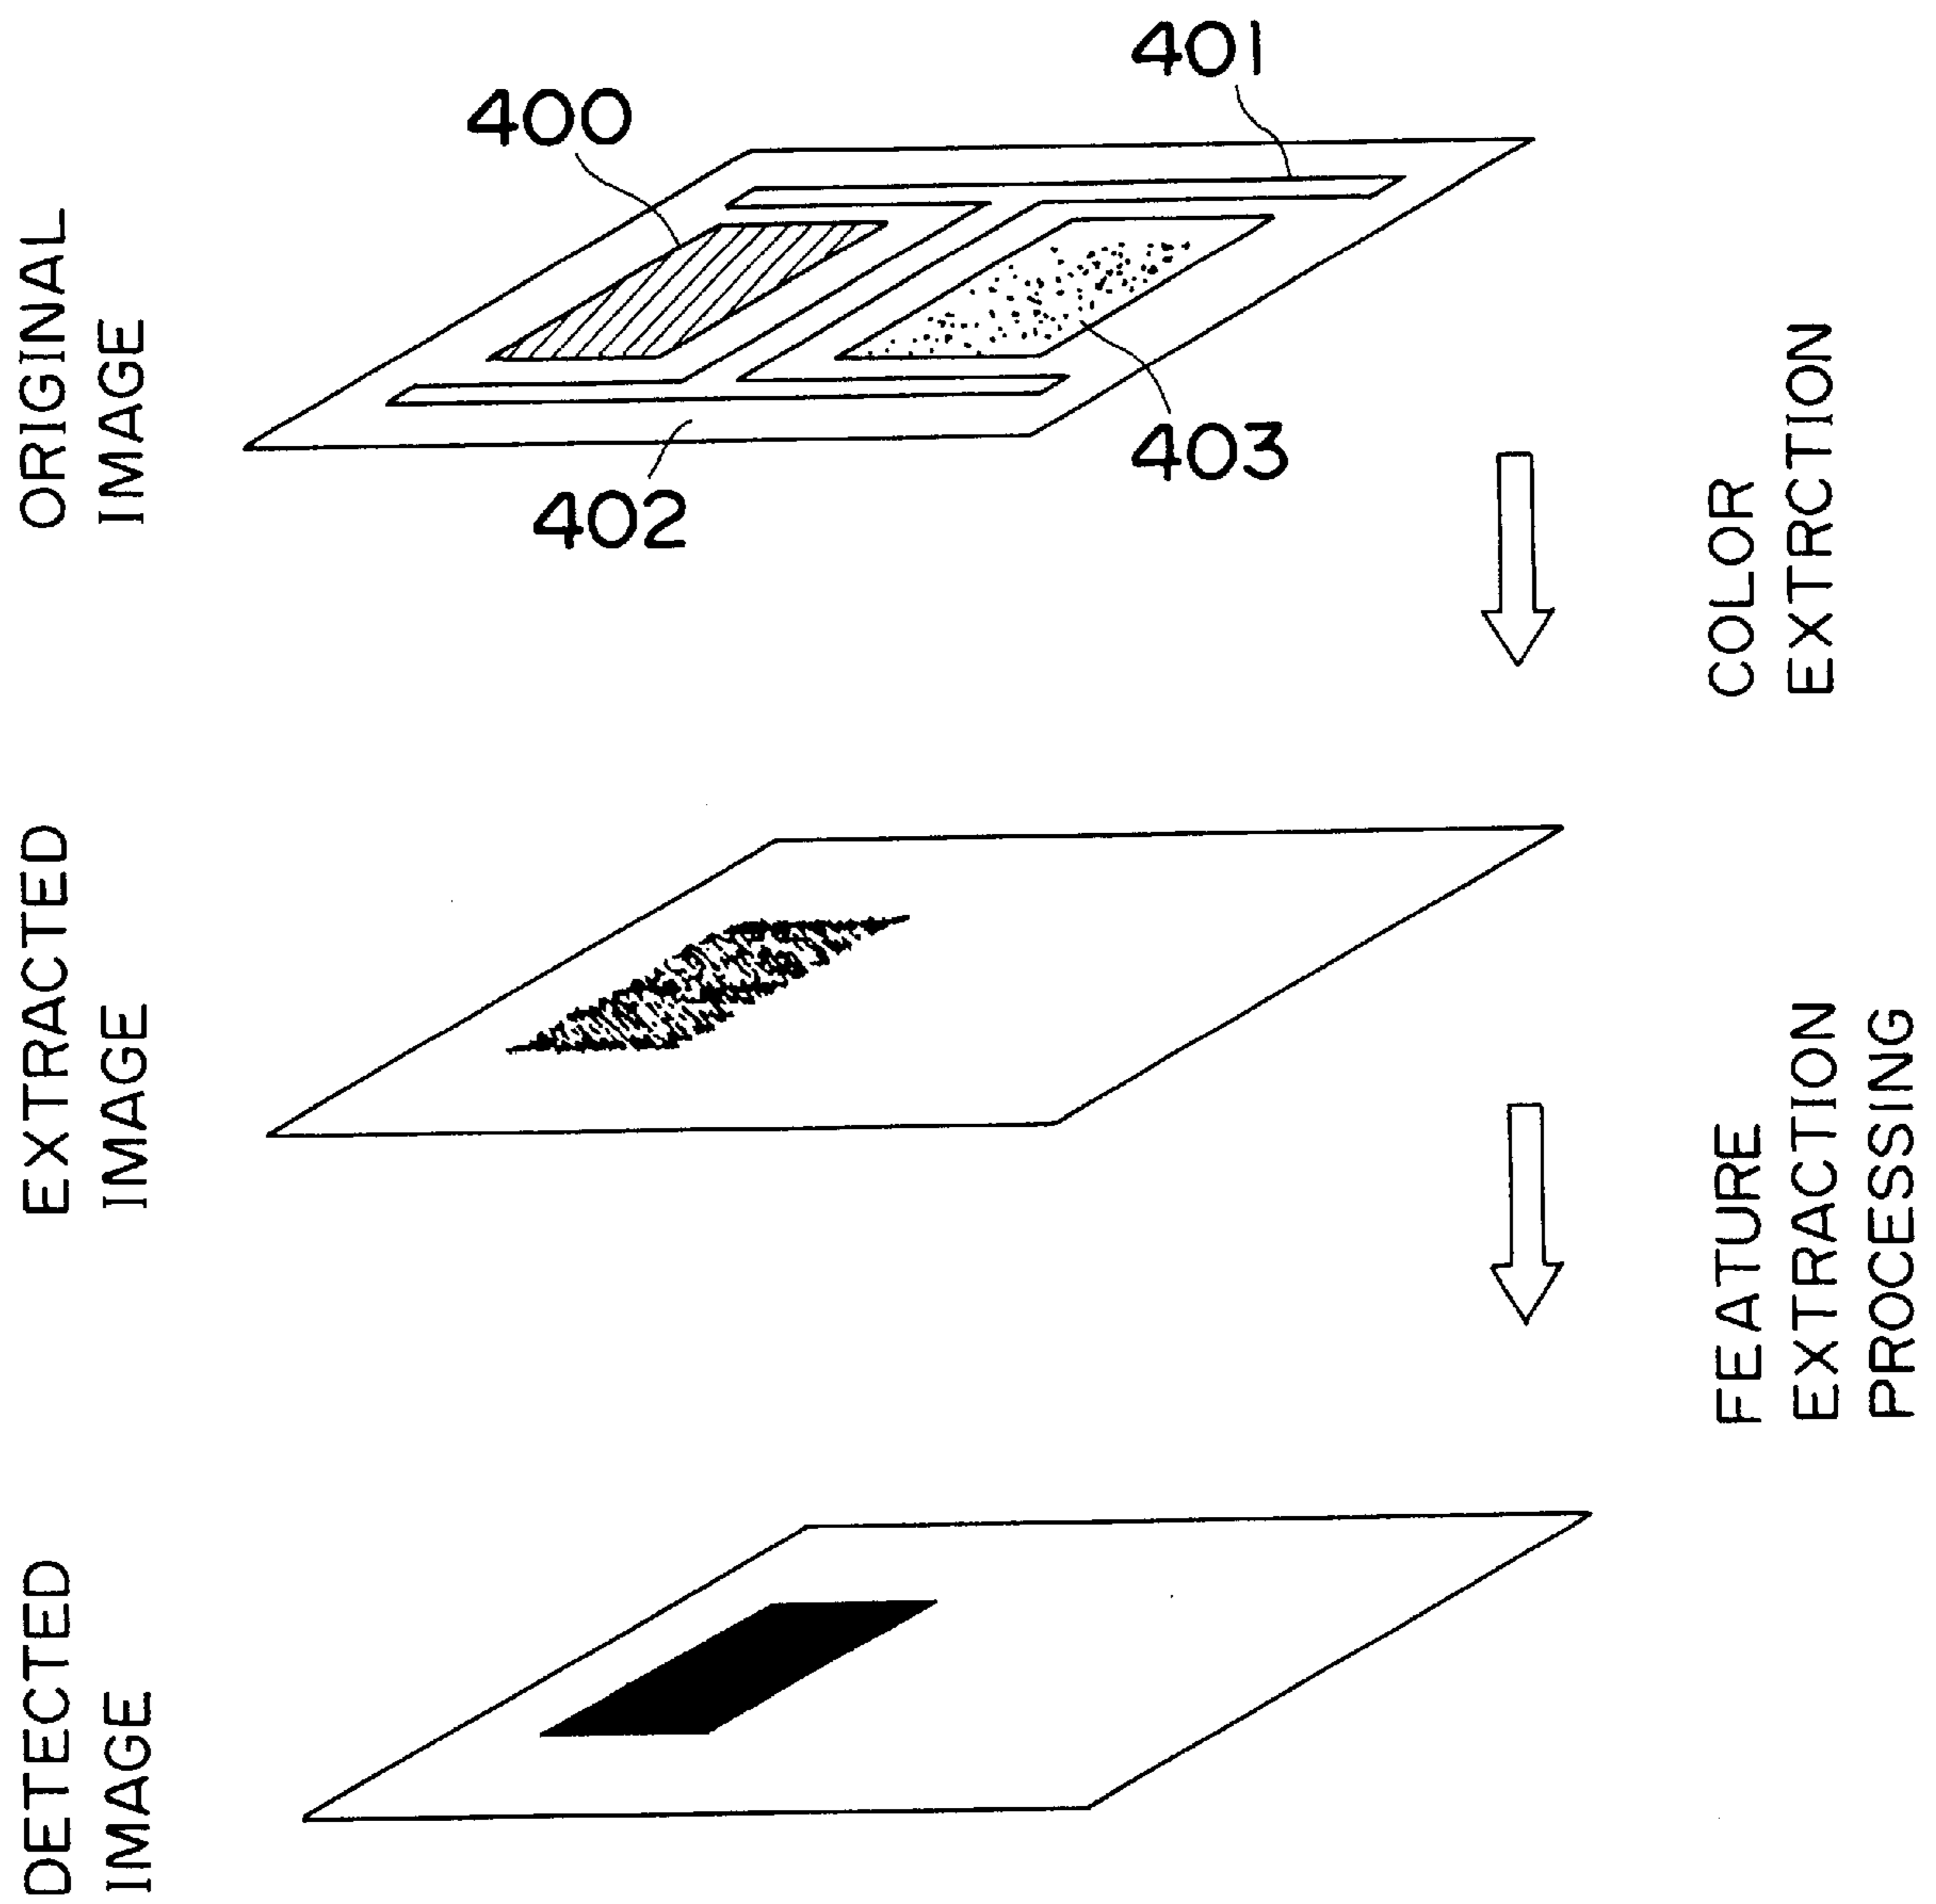 401
400
ORIGINAL
IMAGE
403
402
COLOR
EXTRCTION
EXTRACTED
IMAGE
FEATURE
EXTRACTION
PROCESSING
DETECTED
IMAGE